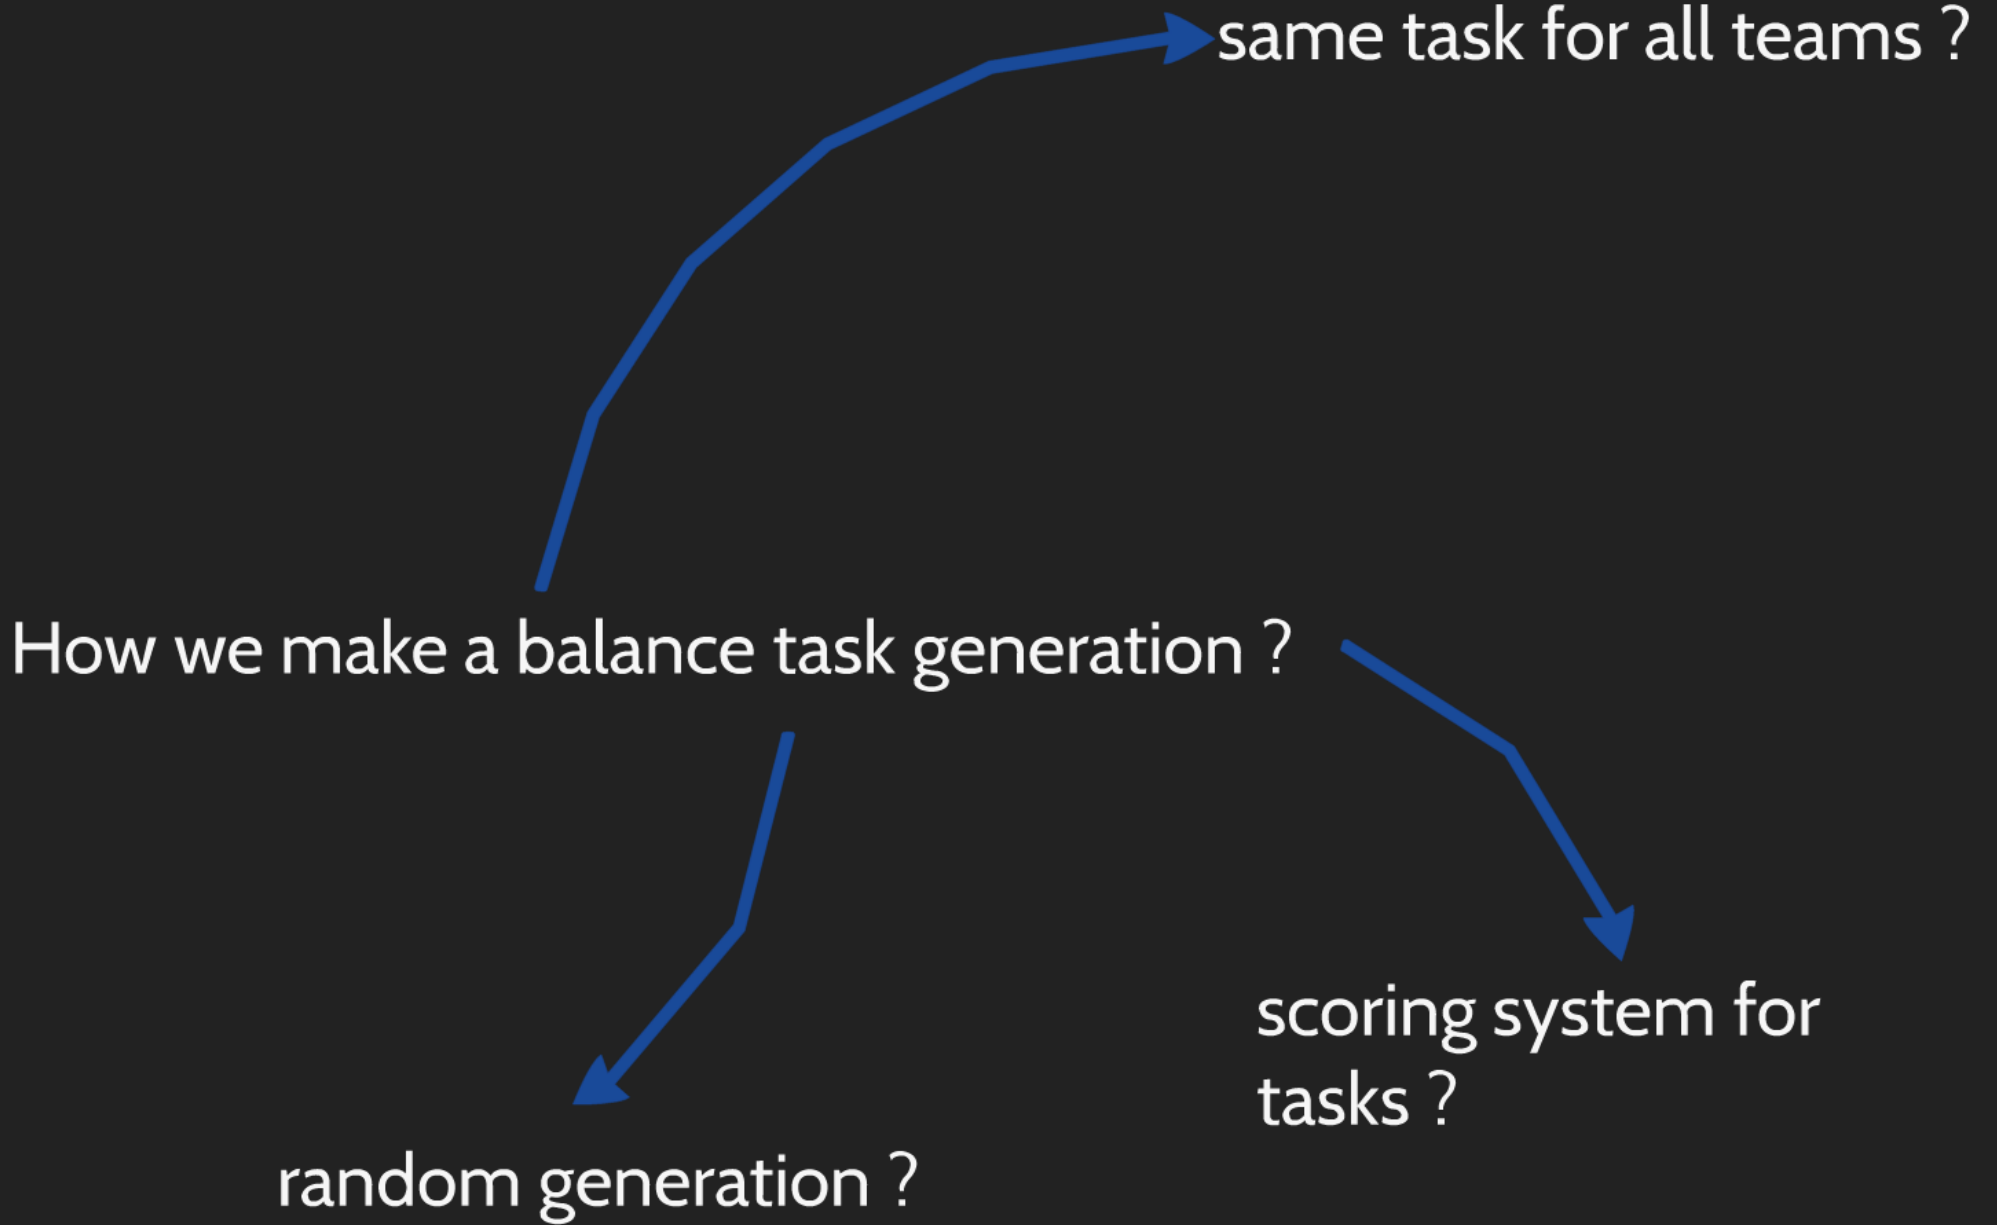 same task for all teams ?
How we make a balance task generation ?
scoring system for
tasks ?
random generation ?